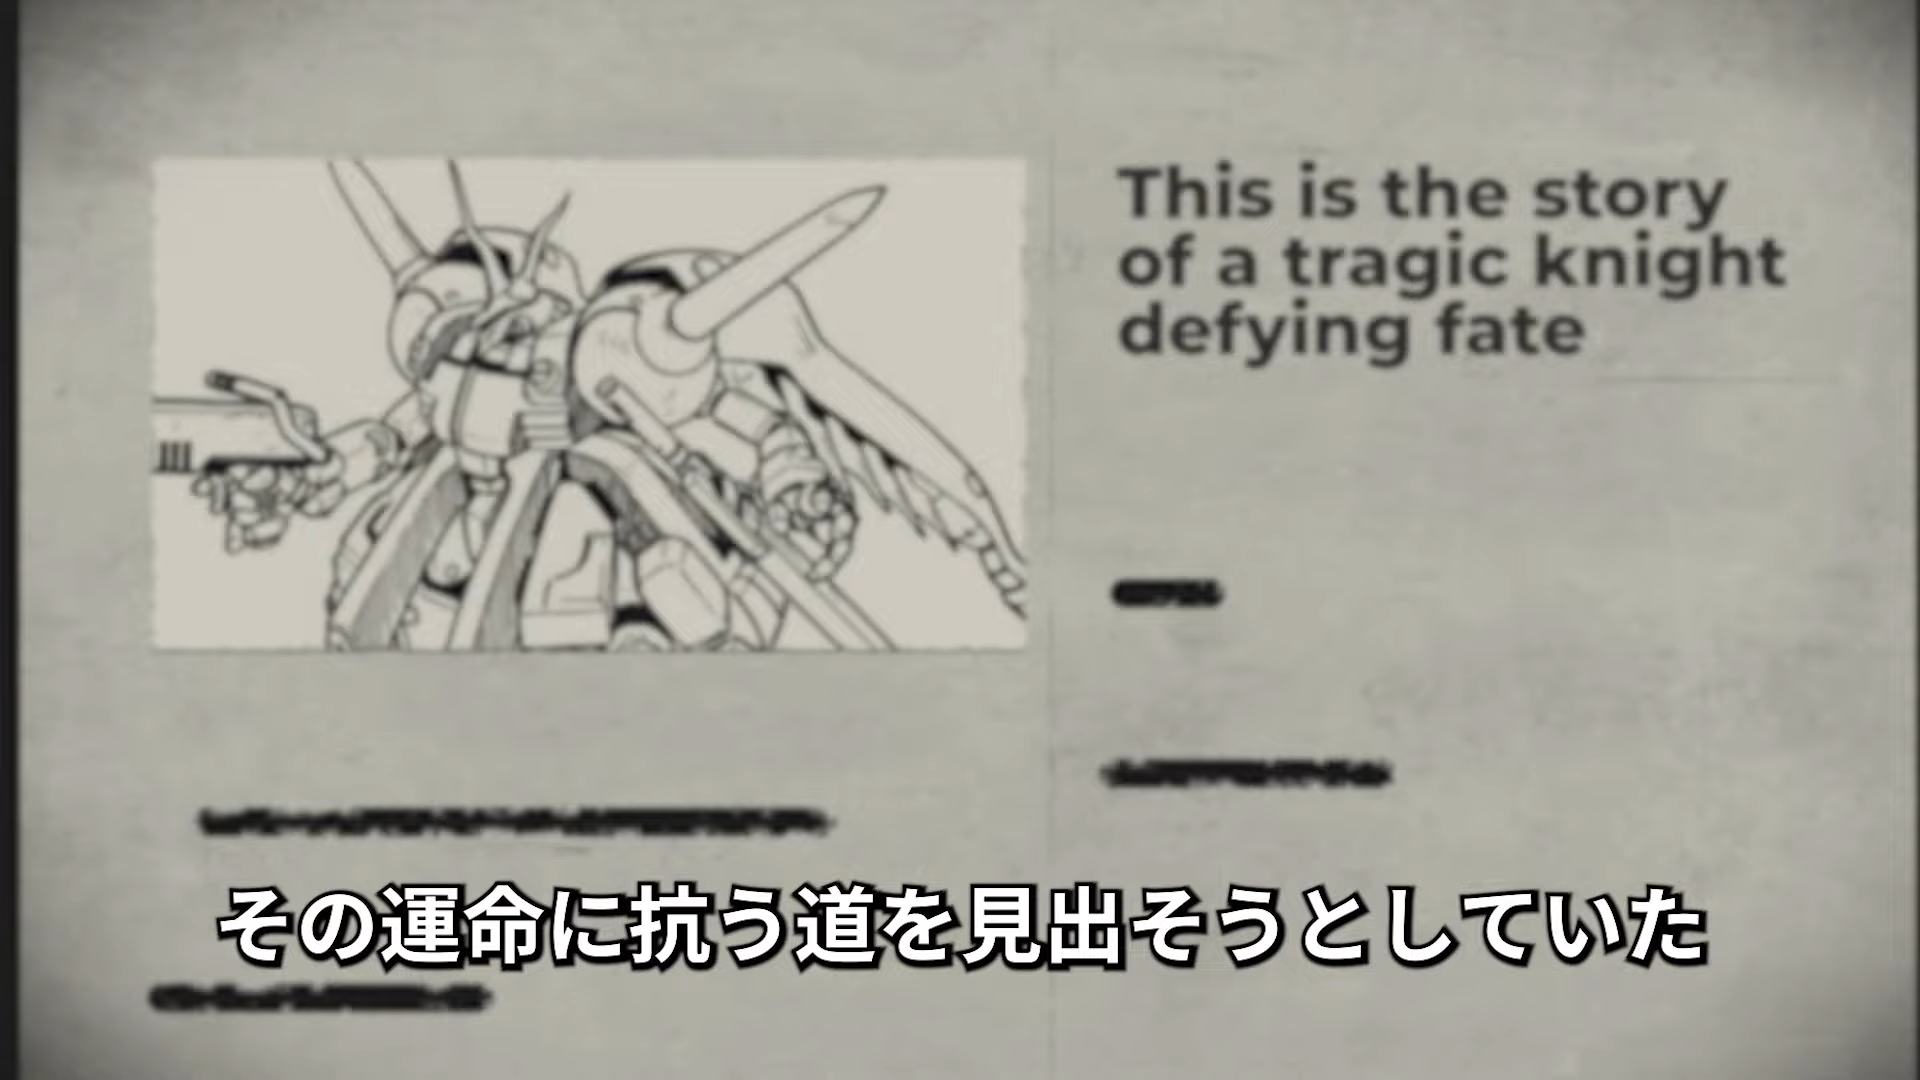 This is the story
of a tragic knight
defying fate
その運命に抗う道を見出そうとしていた